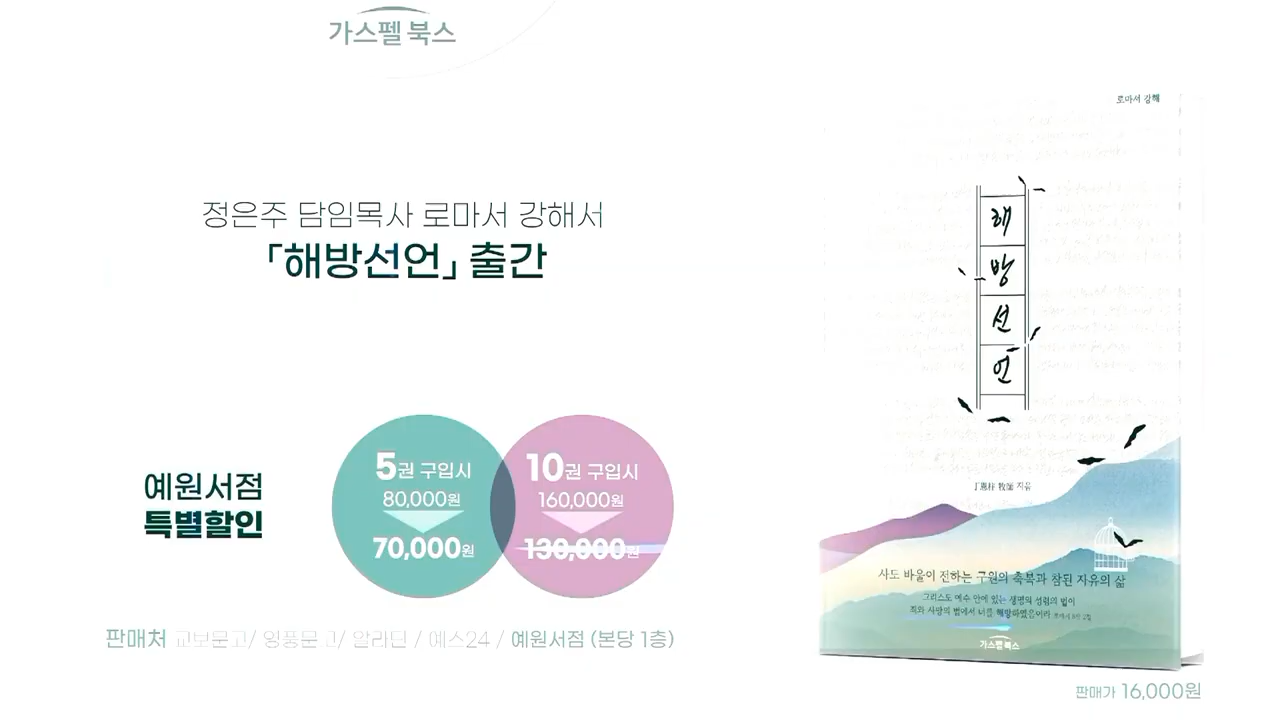 가스펠 북스
정은주 담임목사 로마서 강해서
「해방선언」 출간
예원서점
특별할인
5권 구입시
80,000원
70,000원
10권 구입시
160,000원
130,000원
판매처 교보문고/ 영풍문고/ 알라딘 / 예스24 / 예원서점 (본당 1층)
로마서 강해
해
방
선
언
牧師 지음
사도 바울이 전하는 구원의 축복과 참된 자유의 삶
그리스도 예수 안에 있는 생명의 성령의 법이
죄와 사망의 법에서 너를 해방하였음이라
가스펠 북스
판매가 16,000원